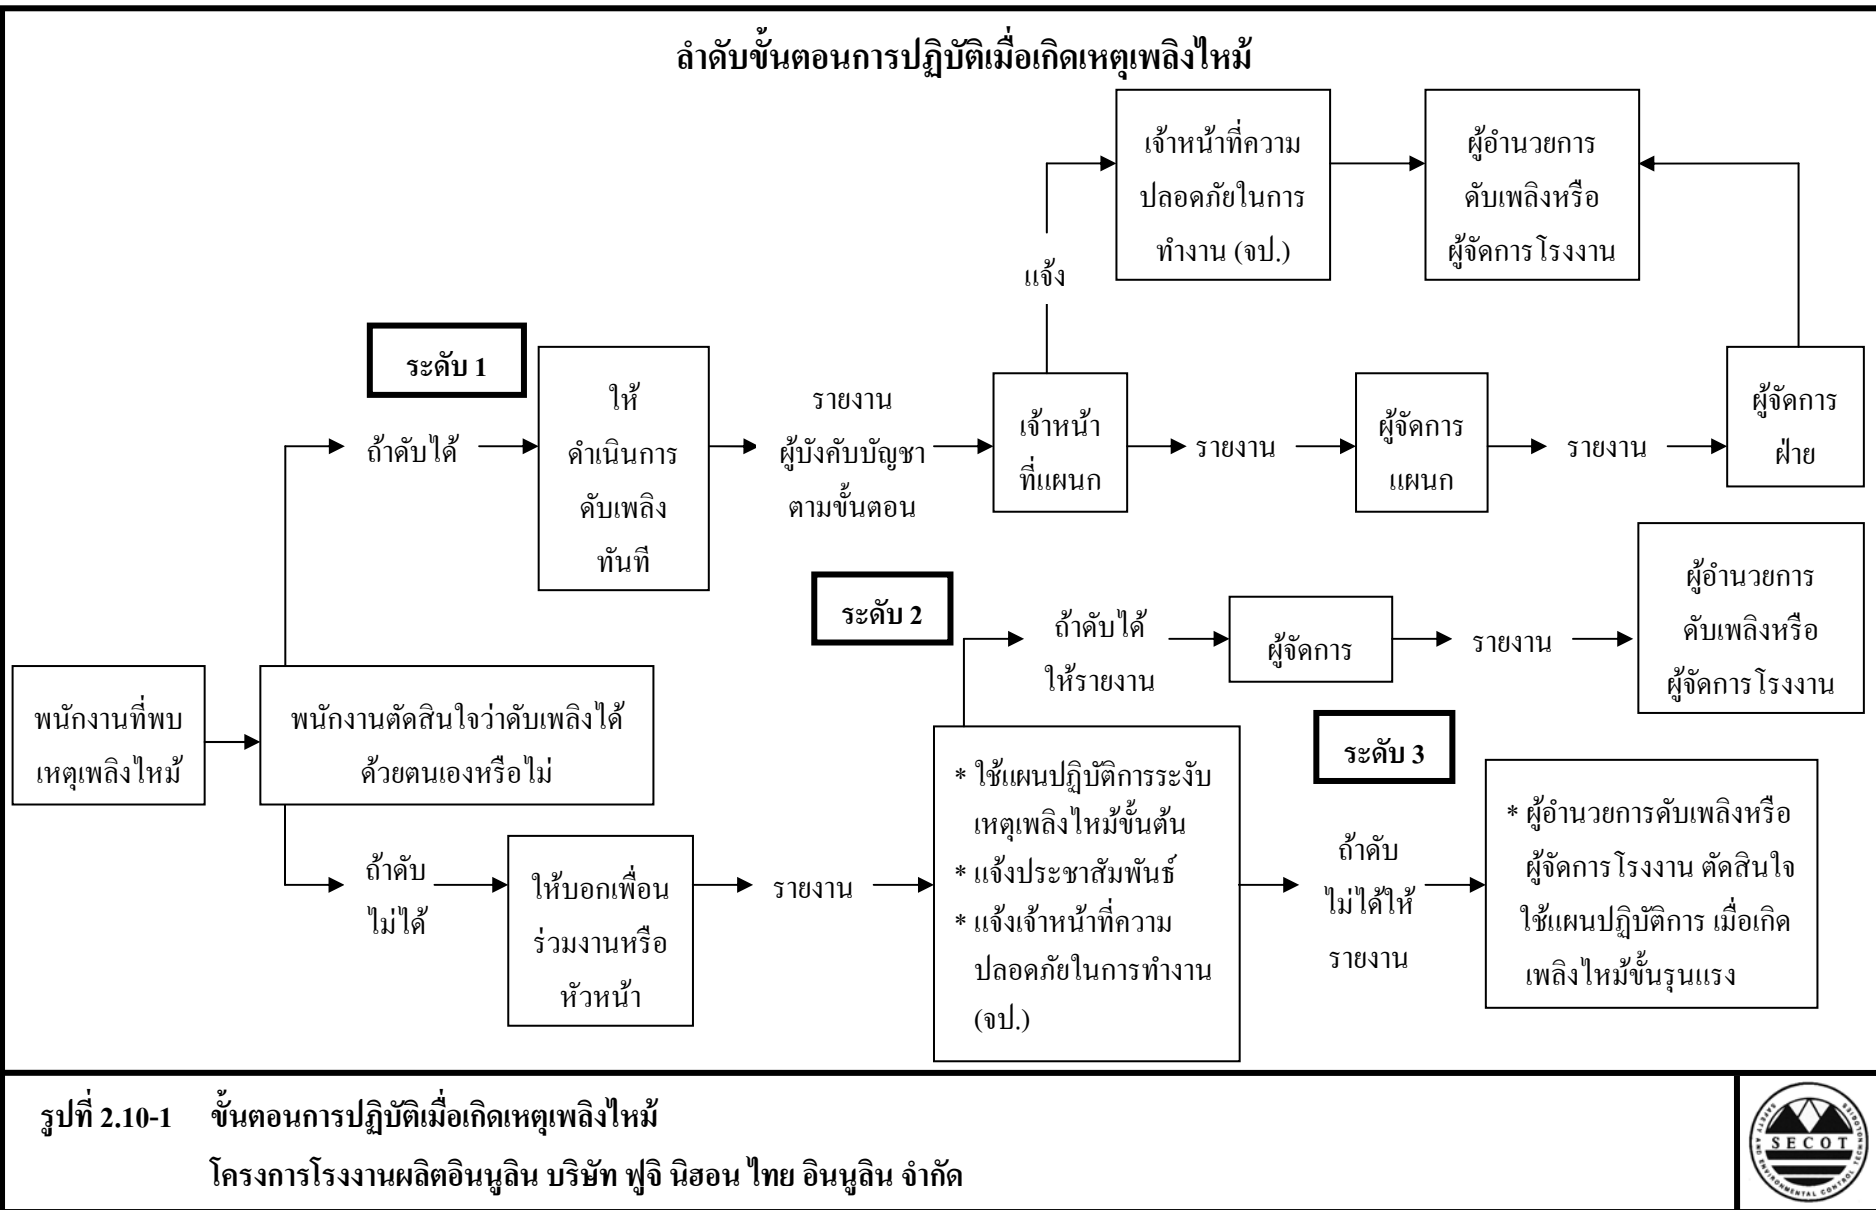 ลำดับขั้นตอนการปฏิบัติเมื่อเกิดเหตุเพลิงไหม้
เจ้าหน้าที่ความ
ปลอดภัยในการ
ทำงาน (จป.)
ผู้อำนวยการ
ดับเพลิงหรือ
ผู้จัดการโรงงาน
แจ้ง
ระดับ 1
ถ้าดับได้
ให้
ดำเนินการ
ดับเพลิง
ทันที
รายงาน
ผู้บังคับบัญชา
ตามขั้นตอน
เจ้าหน้า
ที่แผนก
รายงาน
ผู้จัดการ
แผนก
รายงาน
ผู้จัดการ
ฝ่าย
ระดับ 2
ถ้าดับได้
ให้รายงาน
ผู้จัดการ
รายงาน
ผู้อำนวยการ
ดับเพลิงหรือ
ผู้จัดการโรงงาน
พนักงานที่พบ
เหตุเพลิงไหม้
พนักงานตัดสินใจว่าดับเพลิงได้
ด้วยตนเองหรือไม่
ระดับ 3
ถ้าดับ
ไม่ได้
ให้บอกเพื่อน
ร่วมงานหรือ
หัวหน้า
รายงาน
* ใช้แผนปฏิบัติการระงับ
เหตุเพลิงไหม้ขั้นต้น
* แจ้งประชาสัมพันธ์
* แจ้งเจ้าหน้าที่ความ
ปลอดภัยในการทำงาน
(จป.)
ถ้าดับ
ไม่ได้ให้
รายงาน
* ผู้อำนวยการดับเพลิงหรือ
ผู้จัดการโรงงาน ตัดสินใจ
ใช้แผนปฏิบัติการ เมื่อเกิด
เพลิงไหม้ขั้นรุนแรง
รูปที่ 2.10-1 ขั้นตอนการปฏิบัติเมื่อเกิดเหตุเพลิงไหม้
โครงการโรงงานผลิตอินนูลิน บริษัท ฟูจิ นิฮอน ไทย อินนูลิน จำกัด
SECOT
SAFETY AND ENVIRONMENTAL CONTROL TECHNOLOGIES